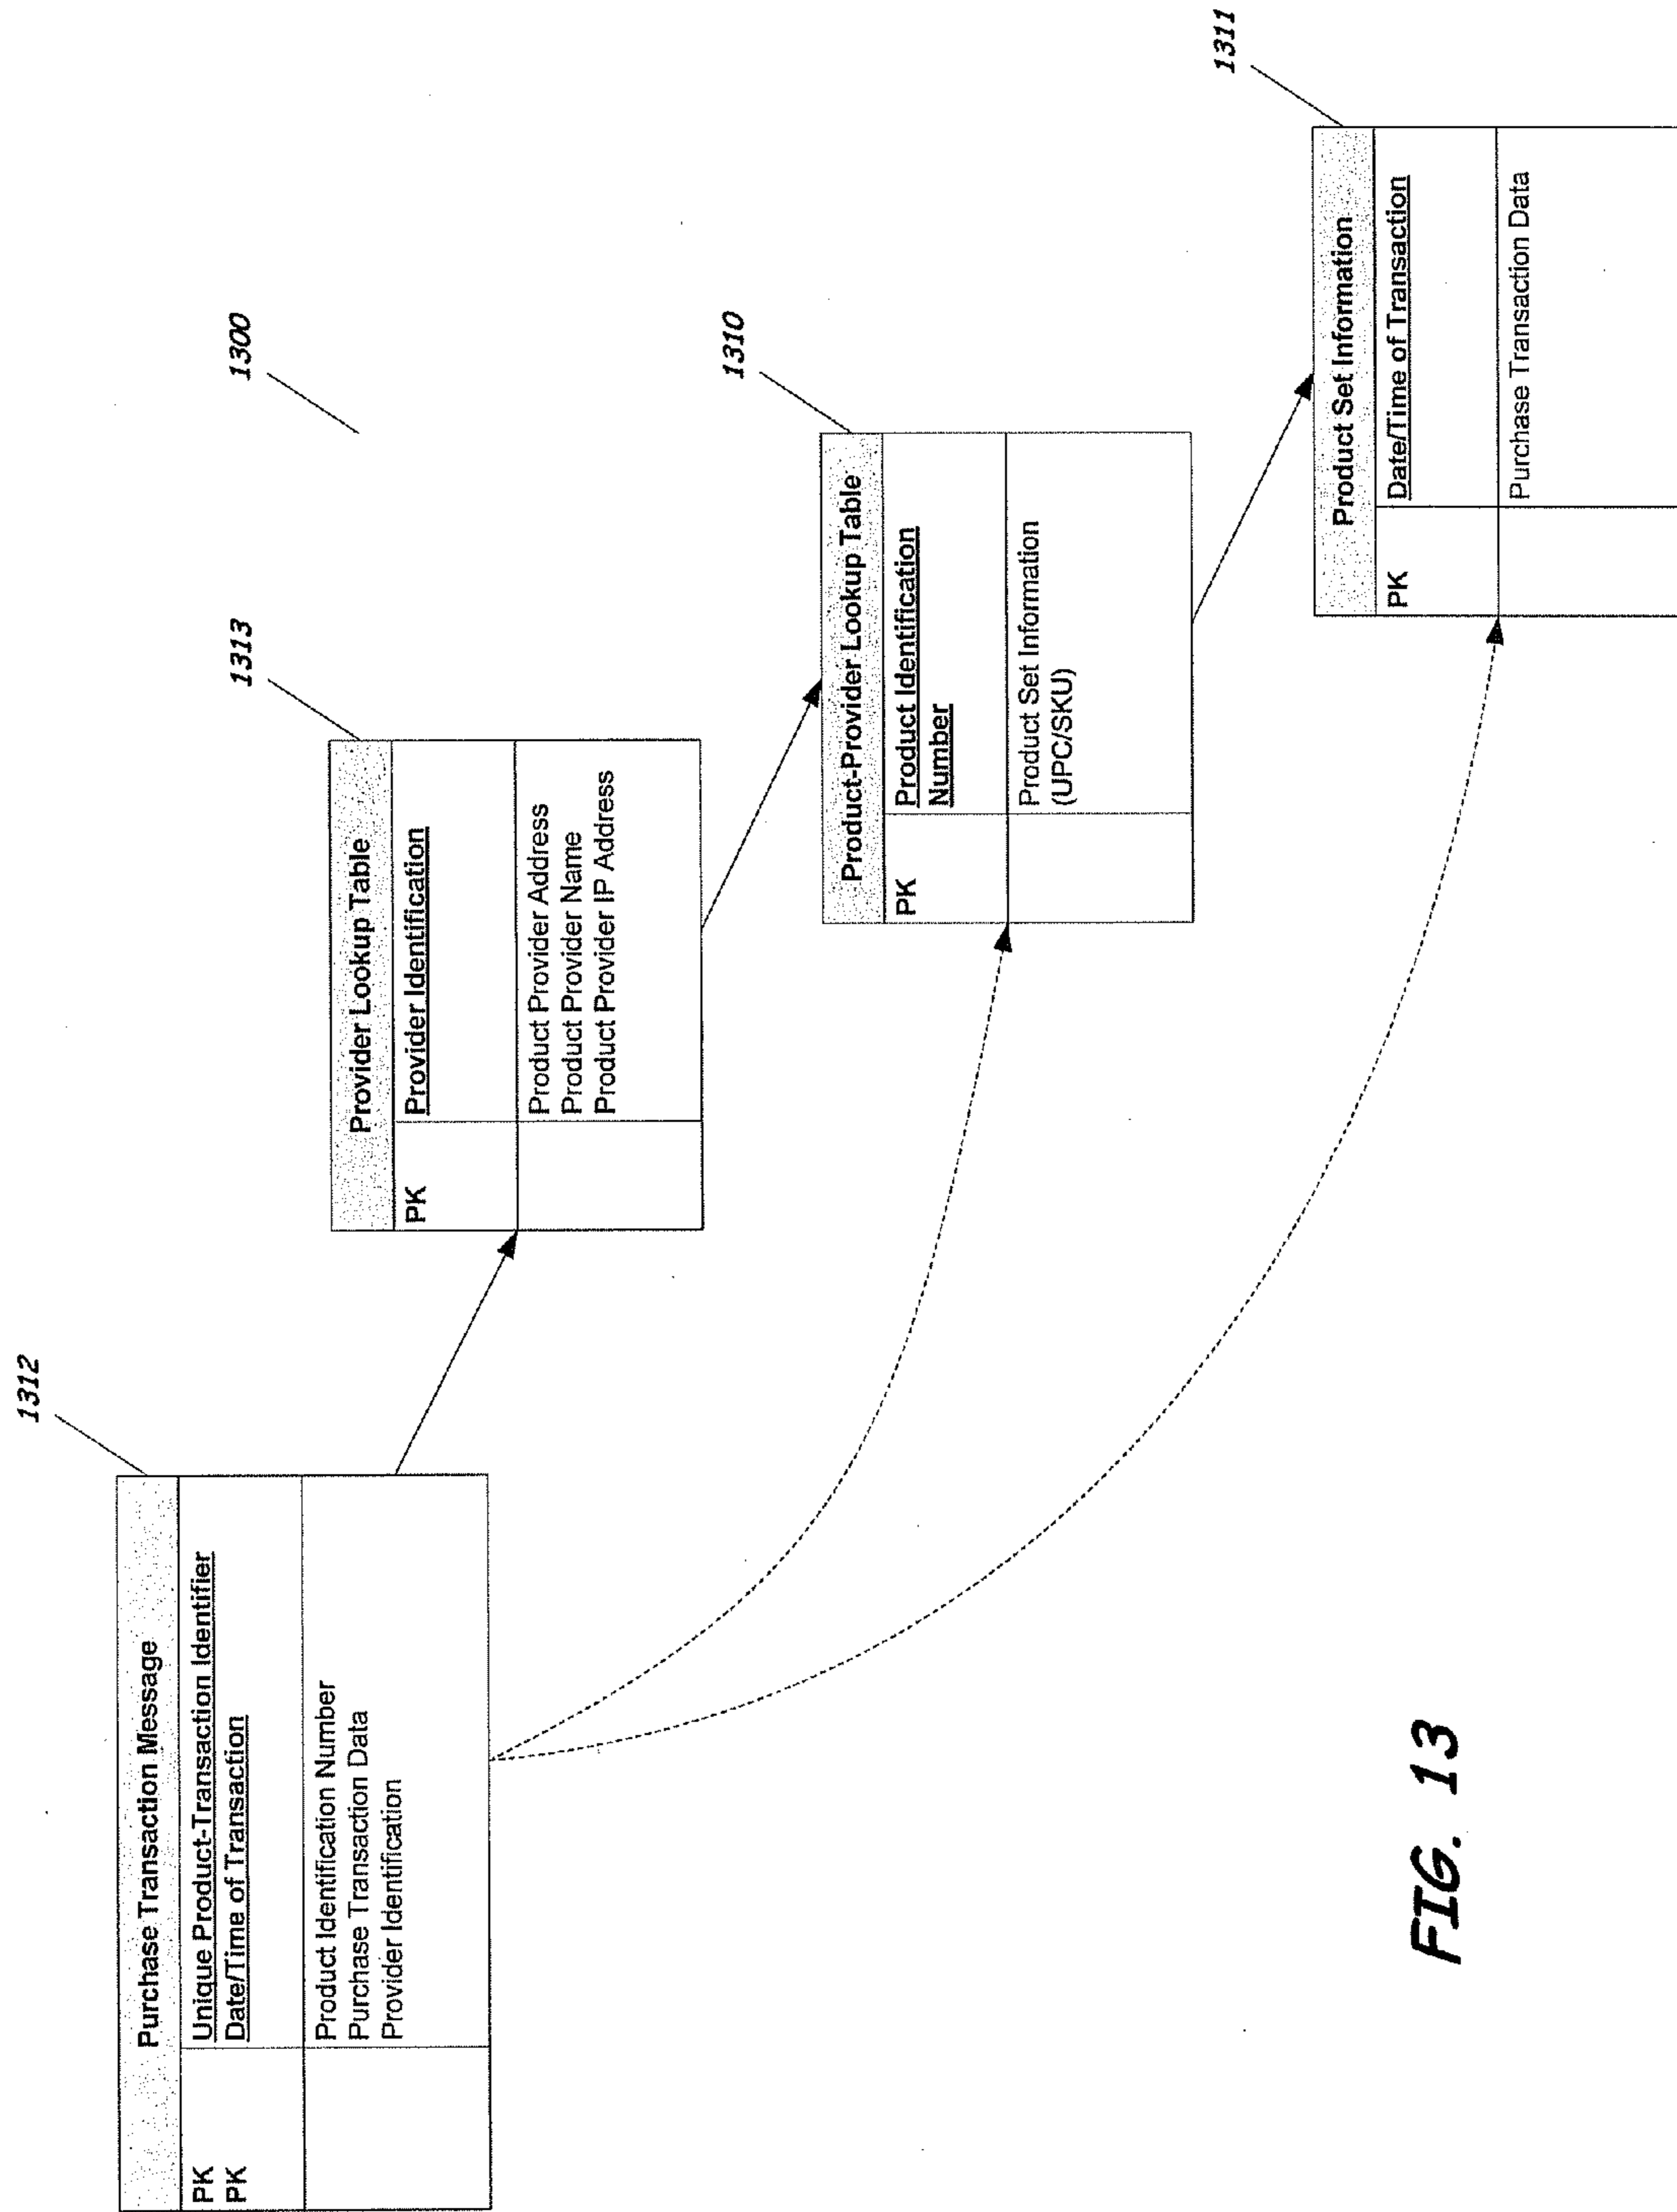 1312
Purchase Transaction Message
PK Unique Product-Transaction Identifier
PK Date/Time of Transaction
Product Identification Number
Purchase Transaction Data
Provider Identification
1313
Provider Lookup Table
PK Provider Identification
Product Provider Address
Product Provider Name
Product Provider IP Address
1300
1310
Product-Provider Lookup Table
PK Product Identification
Number
Product Set Information
(UPC/SKU)
1311
Product Set Information
PK Date/Time of Transaction
Purchase Transaction Data
FIG. 13